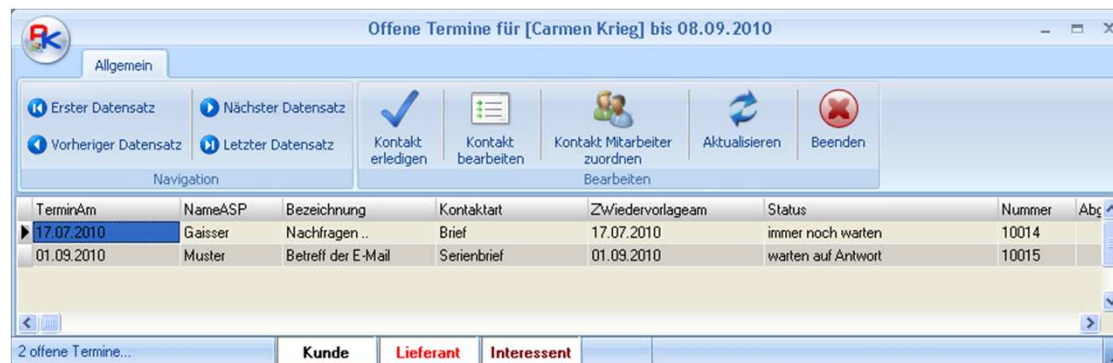 Offene Termine für [Carmen Krieg] bis 08.09.2010
Allgemein
Erster Datensatz
Nächster Datensatz
Vorheriger Datensatz
Letzter Datensatz
Navigation
Kontakt erledigen
Kontakt bearbeiten
Kontakt Mitarbeiter zuordnen
Aktualisieren
Beenden
Bearbeiten
TerminAm NameASP Bezeichnung Kontaktart ZWiedervorlageam Status Nummer
17.07.2010 Gaisser Nachfragen .. Brief 17.07.2010 immer noch warten 10014
01.09.2010 Muster Betreff der E-Mail Serienbrief 01.09.2010 warten auf Antwort 10015
2 offene Termine... Kunde Lieferant Interessent